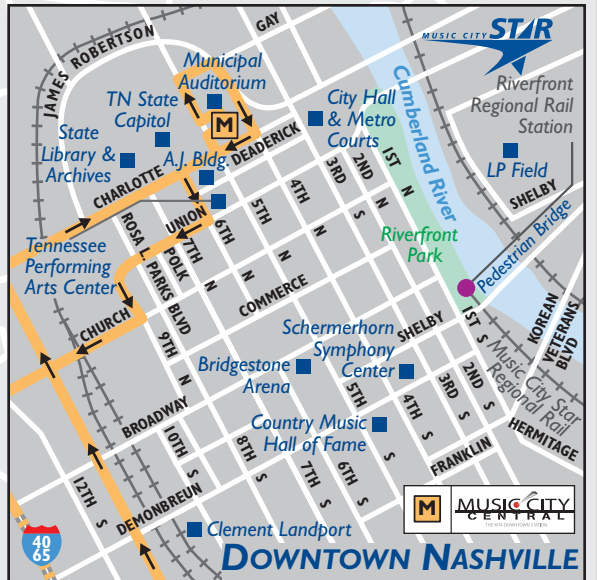 GAY
MUSIC CITY STAR
JAMES ROBERTSON
Municipal
Auditorium
Riverfront
Regional Rail
Station
TN State
Capitol
M
City Hall
& Metro
Courts
Cumberland River
State
Library &
Archives
A.J. Bldg.
DEADERICK
LP Field
CHARLOTTE
1ST N
2ND N
3RD S
4TH N
5TH N
6TH N
7TH N
POLK
UNION
SHELBY
Tennessee
Performing
Arts Center
ROSA L. PARKS BLVD
Riverfront
Park
Pedestrian Bridge
COMMERCE
CHURCH
9TH N
Schermerhorn
Symphony
Center
SHELBY
1ST S
KOREAN
VETERANS
BLVD
Music City Star
Regional Rail
Bridgestone
Arena
5TH S
4TH S
3RD S
2ND S
BROADWAY
Country Music
Hall of Fame
HERMITAGE
10TH S
8TH S
7TH S
6TH S
FRANKLIN
12TH S
DEMONBREUN
M
MUSIC CITY
CENTRAL
THE MTA DOWNTOWN STATION
Clement Landport
40
65
DOWNTOWN NASHVILLE